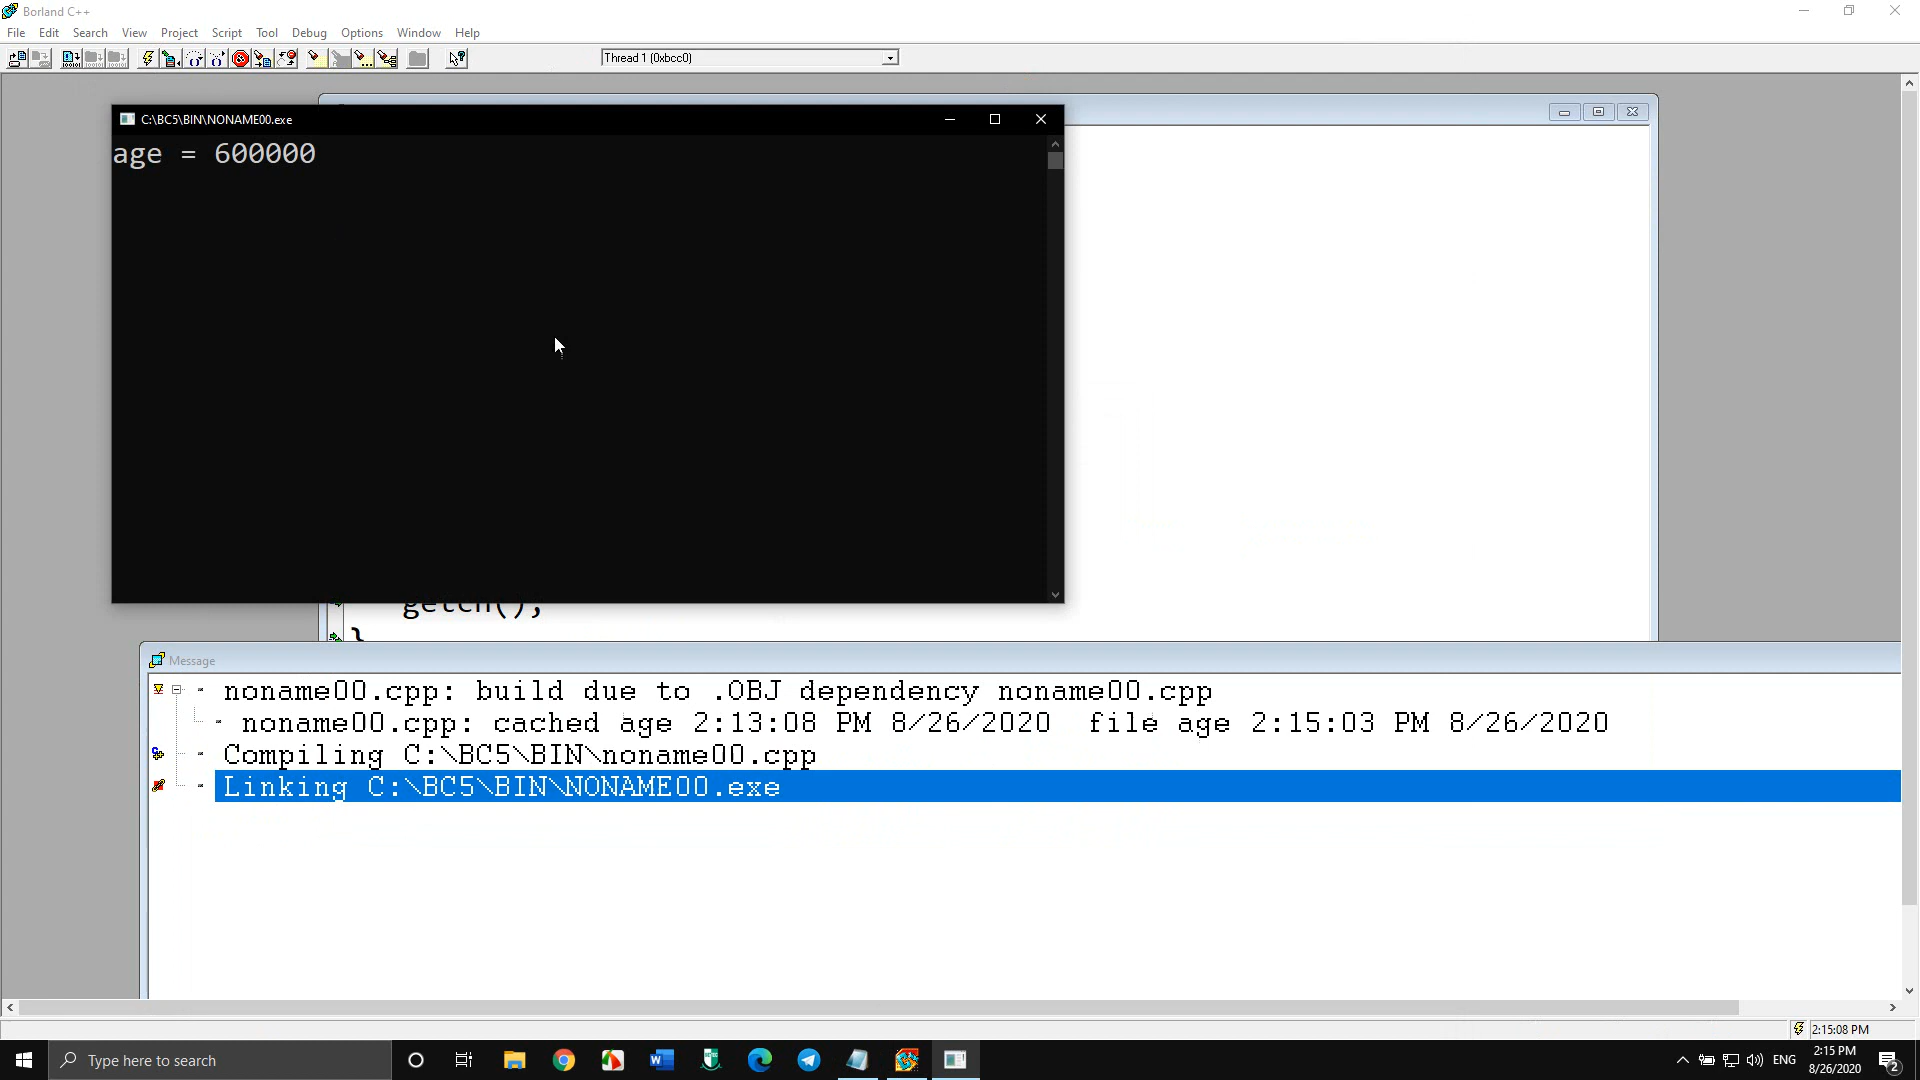 Borland C++
File Edit Search View Project Script Tool Debug Options Window Help
Thread 1 (0xbcc0)
C:\BC5\BIN\NONAME00.exe
age = 600000
getch();
}
Message
noname00.cpp: build due to .OBJ dependency noname00.cpp
noname00.cpp: cached age 2:13:08 PM 8/26/2020 file age 2:15:03 PM 8/26/2020
Compiling C:\BC5\BIN\noname00.cpp
Linking C:\BC5\BIN\NONAME00.exe
2:15:08 PM
Type here to search
ENG
2:15 PM
8/26/2020
2